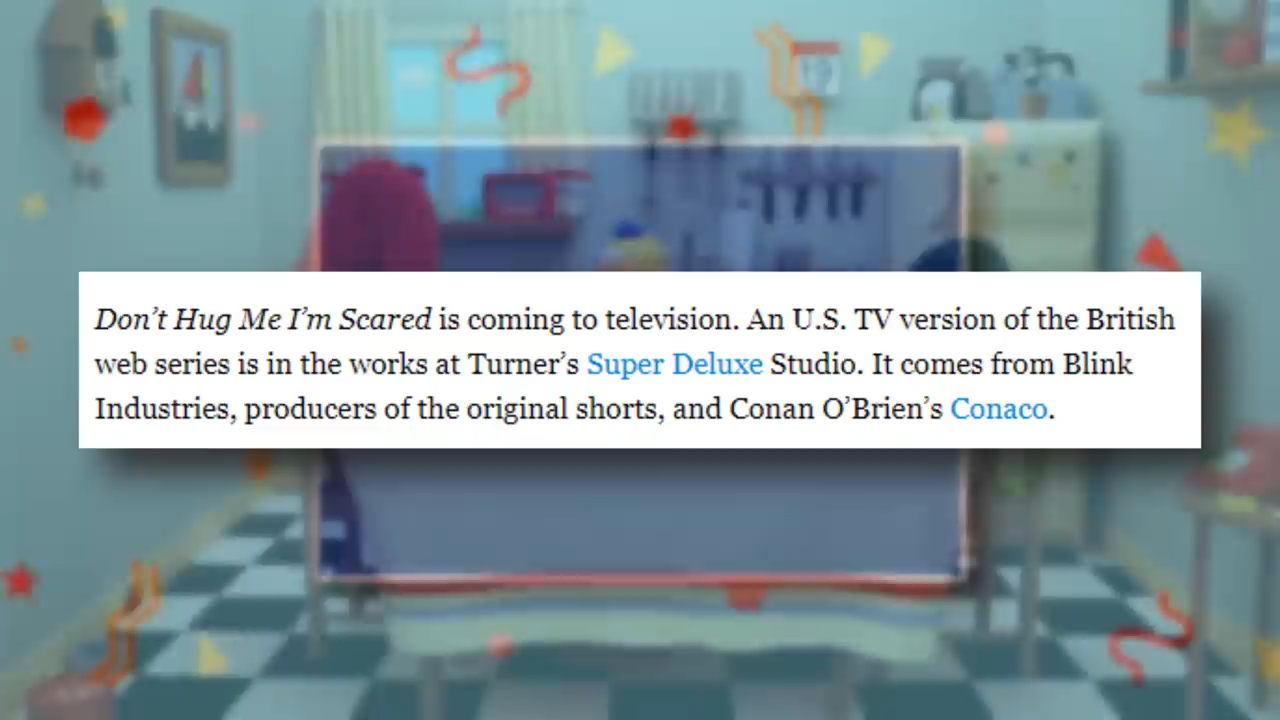 Don’t Hug Me I’m Scared is coming to television. An U.S. TV version of the British
web series is in the works at Turner’s Super Deluxe Studio. It comes from Blink
Industries, producers of the original shorts, and Conan O’Brien’s Conaco.